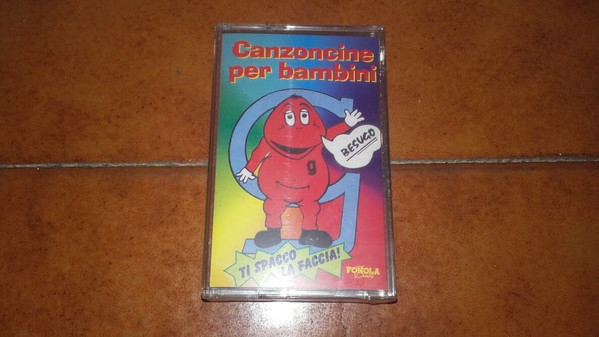 Canzoncine
per bambini
BESUGO
g
TI SPACCO
LA FACCIA!
FONOLA